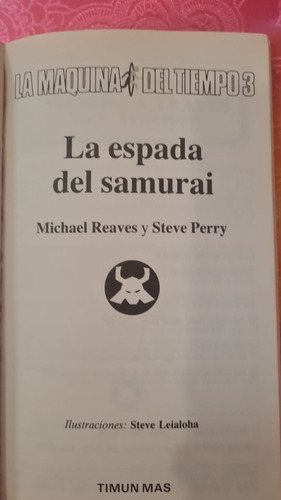 LA MAQUINA DEL TIEMPO 3
La espada
del samurai
Michael Reaves y Steve Perry
Ilustraciones: Steve Leialoha
TIMUN MAS